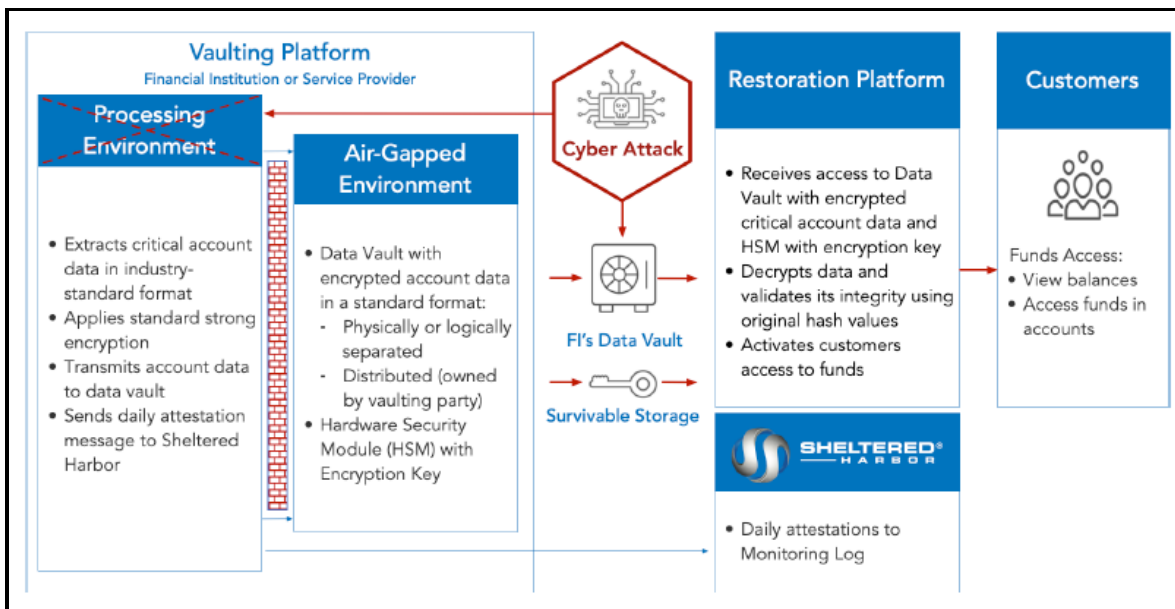 Vaulting Platform
Financial Institution or Service Provider
Processing
Environment
• Extracts critical account
data in industry-
standard format
• Applies standard strong
encryption
• Transmits account data
to data vault
• Sends daily attestation
message to Sheltered
Harbor
Air-Gapped
Environment
• Data Vault with
encrypted account data
in a standard format:
- Physically or logically
separated
- Distributed (owned
by vaulting party)
• Hardware Security
Module (HSM) with
Encryption Key
Cyber Attack
FI's Data Vault
Survivable Storage
Restoration Platform
• Receives access to Data
Vault with encrypted
critical account data and
HSM with encryption key
• Decrypts data and
validates its integrity using
original hash values
• Activates customers
access to funds
SHELTERED®
HARBOR
• Daily attestations to
Monitoring Log
Customers
Funds Access:
• View balances
• Access funds in
accounts